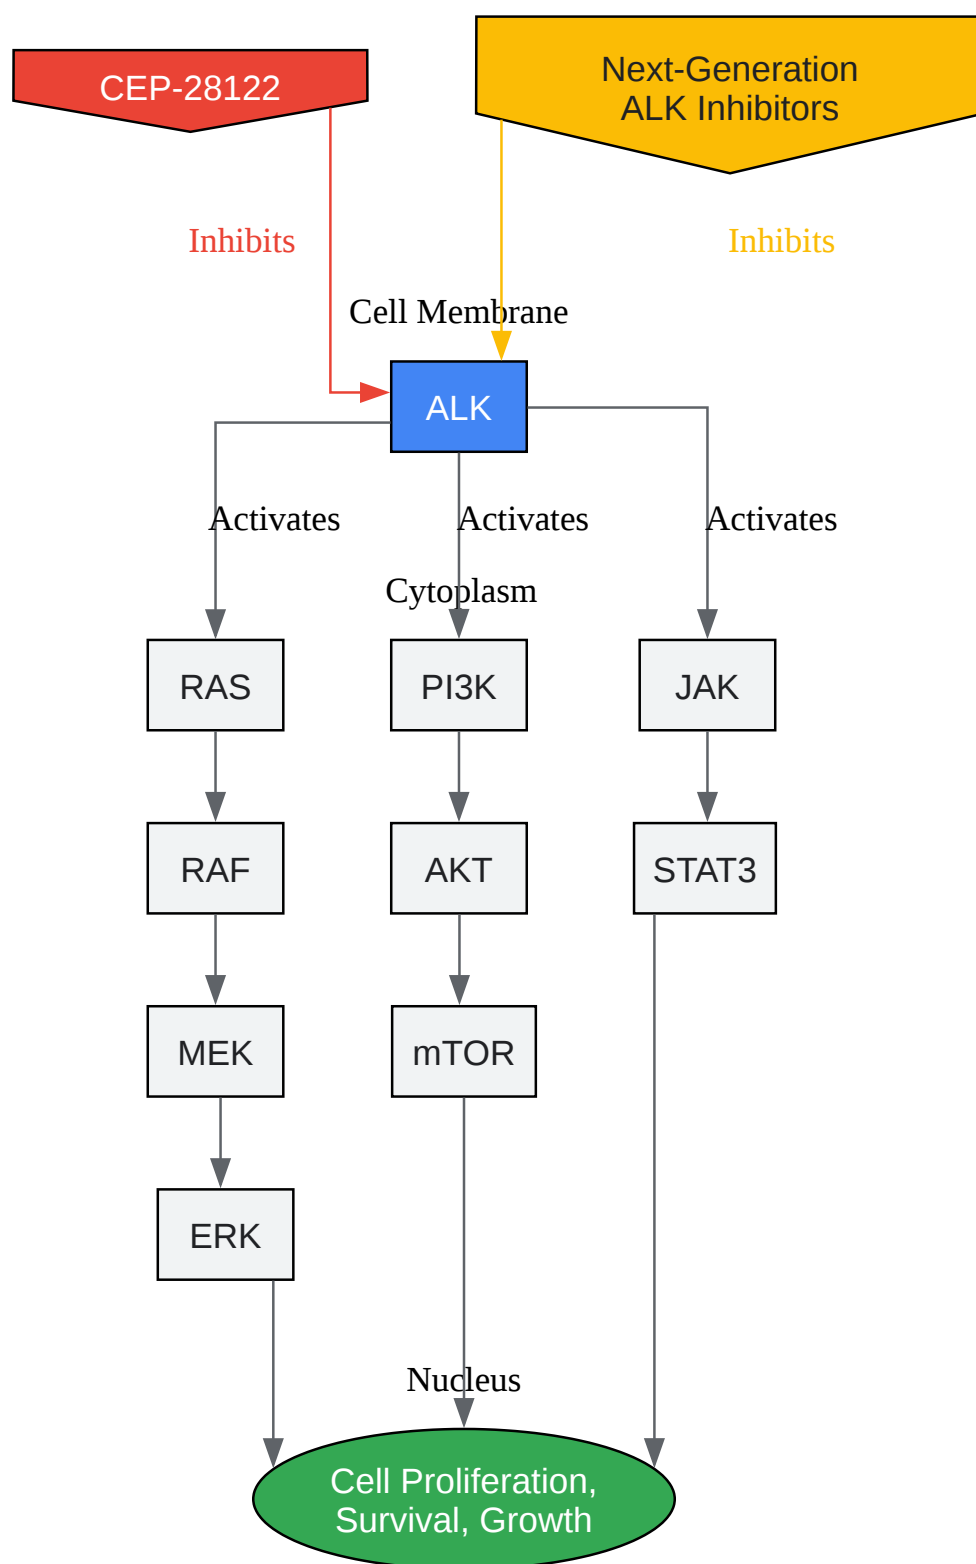 CEP-28122
Next-Generation
ALK Inhibitors
Inhibits
Inhibits
Cell Membrane
ALK
Activates
Activates
Activates
Cytoplasm
RAS
PI3K
JAK
RAF
AKT
STAT3
MEK
mTOR
ERK
Nucleus
Cell Proliferation,
Survival, Growth